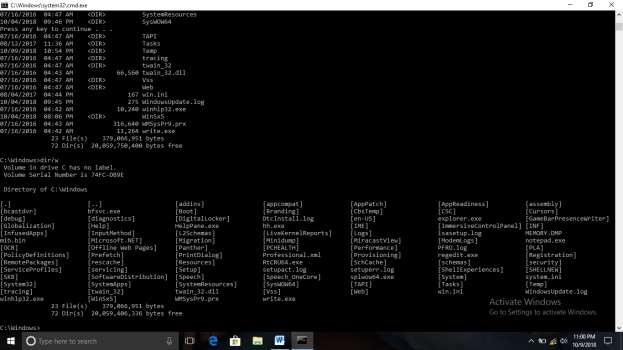 C:\Windows\system32\cmd.exe
07/16/2016 04:47 AM <DIR> SystemResources
10/04/2018 09:46 PM <DIR> SysWOW64
Press any key to continue . . .
07/16/2016 04:47 AM <DIR> TAPI
08/12/2017 11:36 AM <DIR> Tasks
10/09/2018 10:54 PM <DIR> Temp
07/16/2016 04:47 AM <DIR> tracing
07/16/2016 04:47 AM <DIR> twain_32
07/16/2016 04:43 AM 66,560 twain_32.dll
07/16/2016 04:47 AM <DIR> Vss
07/16/2016 04:47 AM <DIR> Web
08/13/2017 04:44 PM 167 win.ini
10/04/2018 09:45 PM 275 WindowsUpdate.log
07/16/2016 04:42 AM 10,240 winhlp32.exe
10/04/2018 08:06 PM <DIR> WinSxS
07/16/2016 04:43 AM 316,640 WMSysPr9.prx
07/16/2016 04:42 AM 11,264 write.exe
23 File(s) 379,066,951 bytes
72 Dir(s) 20,059,750,400 bytes free
C:\Windows>dir/w
Volume in drive C has no label.
Volume Serial Number is 74FC-DB9E
Directory of C:\Windows
[.] [..] [addins] [appcompat] [AppPatch] [AppReadiness] [assembly]
[bcastdvr] bfsvc.exe [Boot] [Branding] [CbsTemp] [CSC] [Cursors]
[debug] [diagnostics] [DigitalLocker] DtcInstall.log [en-US] explorer.exe [GameBarPresenceWriter]
[Globalization] [Help] HelpPane.exe hh.exe [IME] [ImmersiveControlPanel] [INF]
[InfusedApps] [InputMethod] [L2Schemas] [LiveKernelReports] [Logs] lsasetup.log MEMORY.DMP
mib.bin [Microsoft.NET] [Migration] [Minidump] [MiracastView] [ModemLogs] notepad.exe
[OCR] [Offline Web Pages] [Panther] [PCHEALTH] [Performance] PFRO.log [PLA]
[PolicyDefinitions] [Prefetch] [PrintDialog] Professional.xml [Provisioning] regedit.exe [Registration]
[RemotePackages] [rescache] [Resources] RtCRU64.exe [SchCache] [schemas] [security]
[ServiceProfiles] [servicing] [Setup] setupact.log setuperr.log [ShellExperiences] [SHELLNEW]
[SKB] [SoftwareDistribution] [Speech] [Speech_OneCore] splwow64.exe [System] system.ini
[System32] [SystemApps] [SystemResources] [SysWOW64] [TAPI] [Tasks] [Temp]
[tracing] [twain_32] twain_32.dll [Vss] [Web] win.ini WindowsUpdate.log
winhlp32.exe [WinSxS] WMSysPr9.prx write.exe
23 File(s) 379,066,951 bytes
72 Dir(s) 20,059,406,336 bytes free
C:\Windows>
Activate Windows
Go to Settings to activate Windows.
Type here to search
11:00 PM
10/9/2018